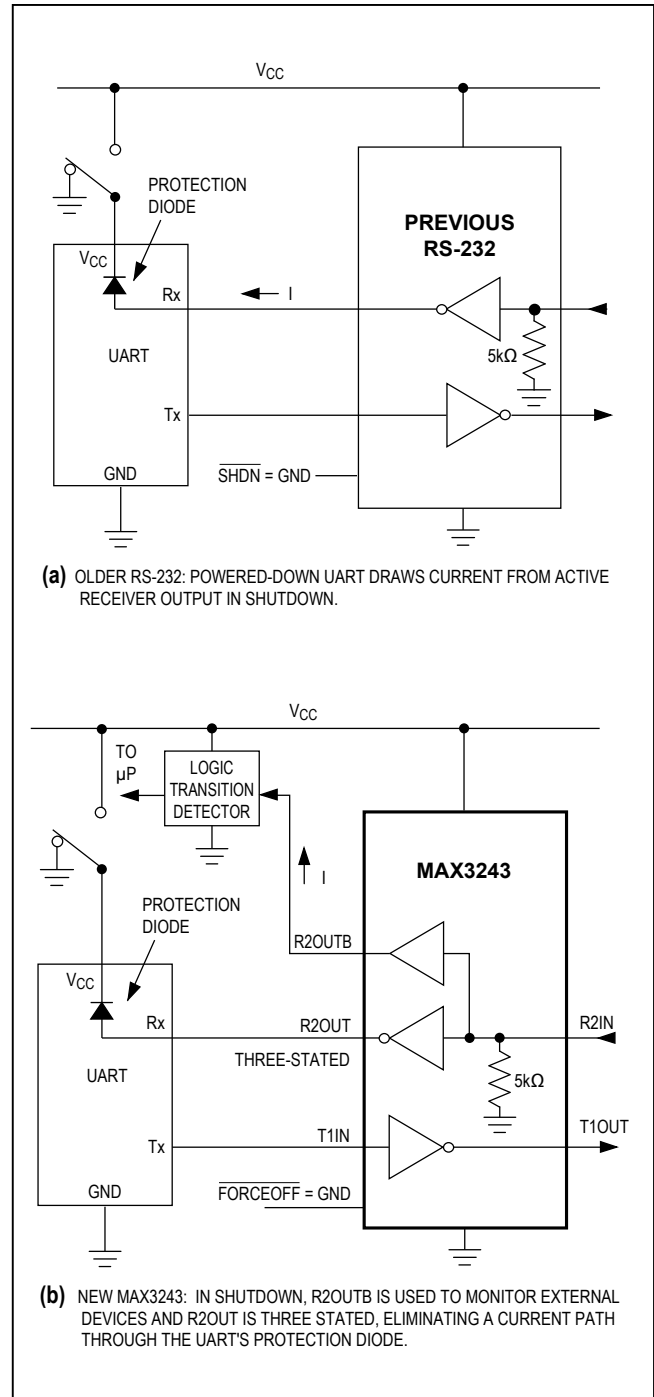 VCC
PROTECTION
DIODE
PREVIOUS
RS-232
VCC
Rx
I
5kΩ
UART
Tx
GND
SHDN = GND
(a) OLDER RS-232: POWERED-DOWN UART DRAWS CURRENT FROM ACTIVE
RECEIVER OUTPUT IN SHUTDOWN.
VCC
TO
µP
LOGIC
TRANSITION
DETECTOR
MAX3243
I
PROTECTION
DIODE
R2OUTB
VCC
Rx
R2OUT
R2IN
THREE-STATED
5kΩ
UART
T1IN
T1OUT
Tx
GND
FORCEOFF = GND
(b) NEW MAX3243: IN SHUTDOWN, R2OUTB IS USED TO MONITOR EXTERNAL
DEVICES AND R2OUT IS THREE STATED, ELIMINATING A CURRENT PATH
THROUGH THE UART'S PROTECTION DIODE.